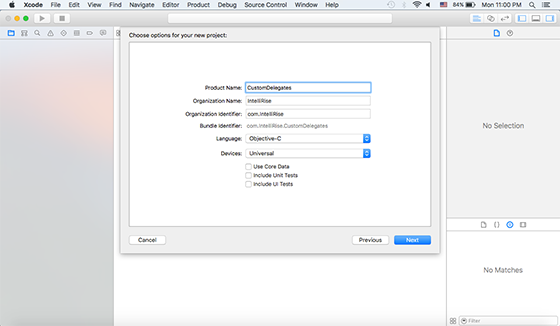 Xcode File Edit View Find Navigate Editor Product Debug Source Control Window Help 84% Mon 11:00 PM
Choose options for your new project:
Product Name: CustomDelegates
Organization Name: IntelliRise
Organization Identifier: com.IntelliRise
Bundle Identifier: com.IntelliRise.CustomDelegates
Language: Objective-C
Devices: Universal
Use Core Data
Include Unit Tests
Include UI Tests
Cancel Previous Next
No Selection
No Matches
Filter